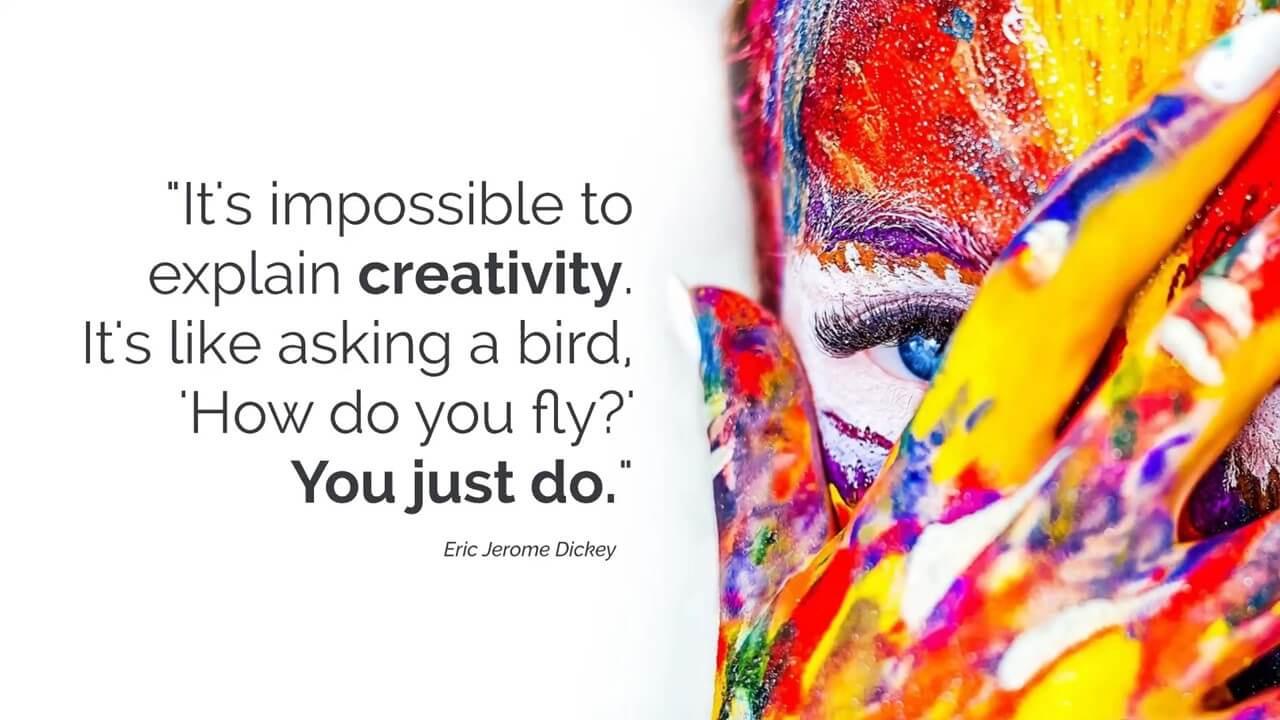 "It's impossible to
explain creativity.
It's like asking a bird,
'How do you fly?'
You just do."
Eric Jerome Dickey